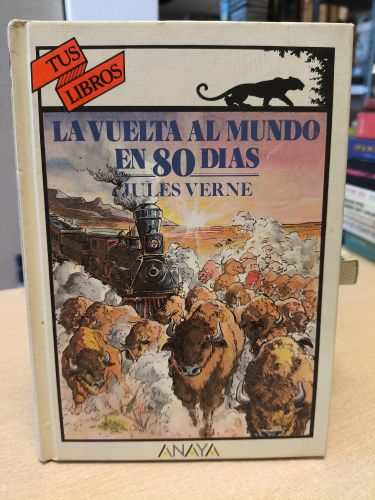 TUS
LIBROS
LA VUELTA AL MUNDO
EN 80 DIAS
JULES VERNE
ANAYA